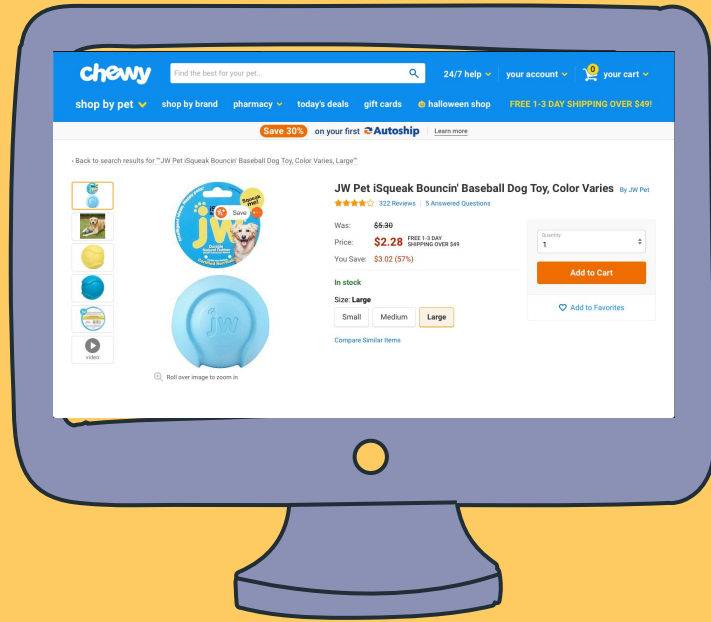 chewy
Find the best for your pet...
24/7 help
your account
0
your cart
shop by pet
shop by brand
pharmacy
today's deals
gift cards
halloween shop
FREE 1-3 DAY SHIPPING OVER $49!
Save 30% on your first Autoship
Learn more
‹ Back to search results for "'JW Pet iSqueak Bouncin' Baseball Dog Toy, Color Varies, Large"'
JW Pet iSqueak Bouncin' Baseball Dog Toy, Color Varies By JW Pet
322 Reviews
5 Answered Questions
Was: $5.30
Price: $2.28 FREE 1-3 DAY
SHIPPING OVER $49
You Save: $3.02 (57%)
In stock
Size: Large
Small
Medium
Large
Compare Similar Items
Quantity
1
Add to Cart
Add to Favorites
Squeak
me!
Save
JW
Durable
Natural Rubber
JW
video
Roll over image to zoom in